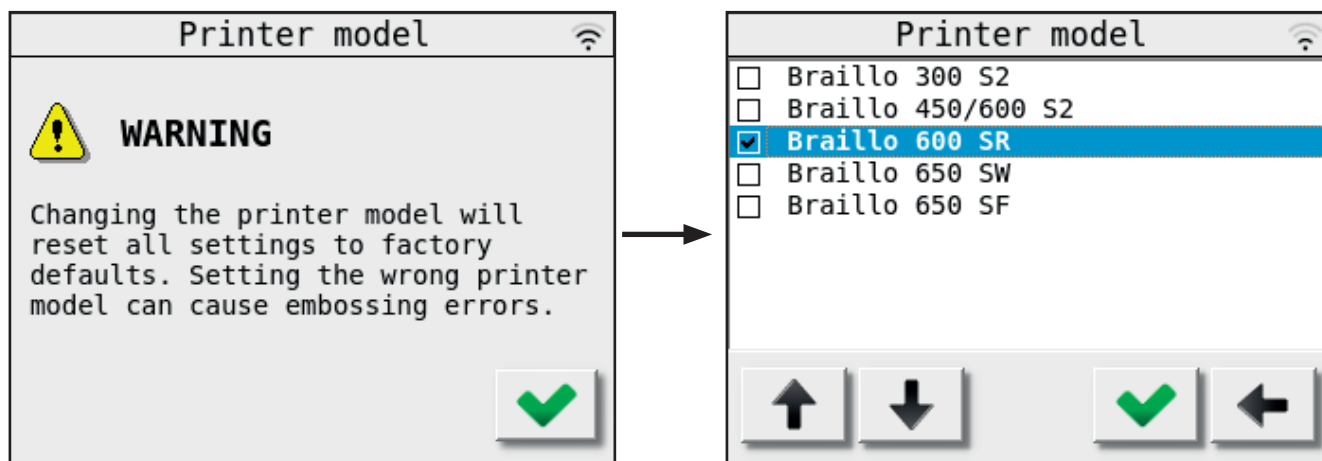 Printer model
WARNING
Changing the printer model will
reset all settings to factory
defaults. Setting the wrong printer
model can cause embossing errors.
Printer model
Braillo 300 S2
Braillo 450/600 S2
Braillo 600 SR
Braillo 650 SW
Braillo 650 SF